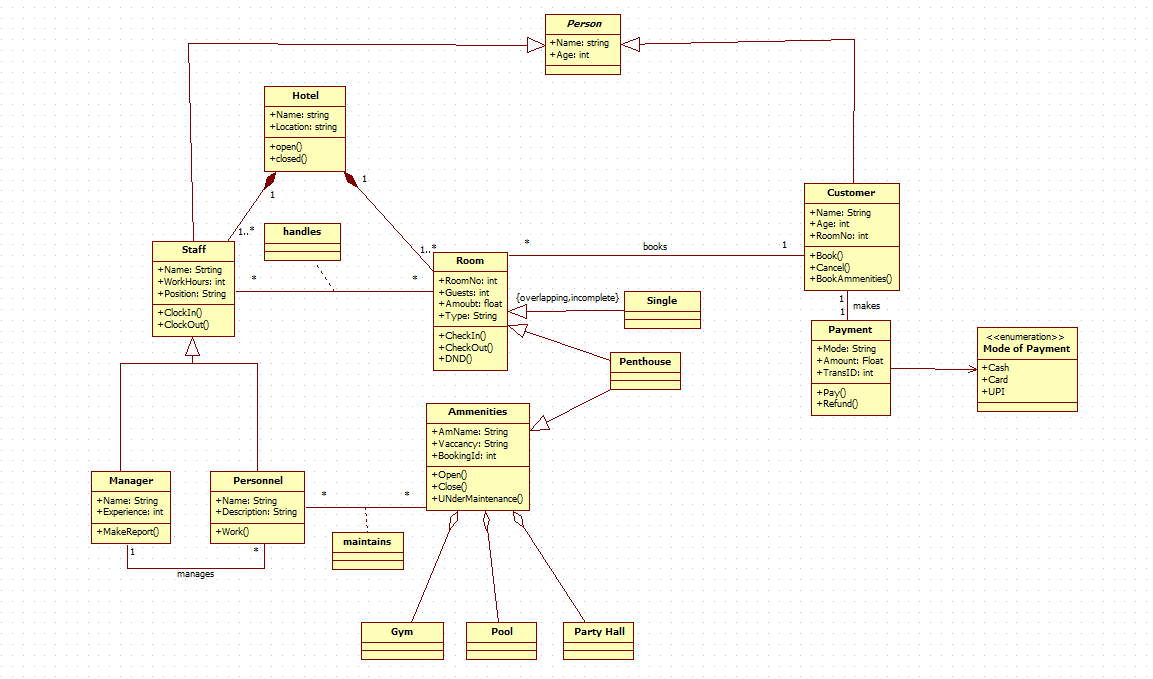 Person
+Name: string
+Age: int
Hotel
+Name: string
+Location: string
+open()
+closed()
1
1
1..*
1..*
handles
Staff
+Name: Strting
+WorkHours: int
+Position: String
+ClockIn()
+ClockOut()
*
*
Room
+RoomNo: int
+Guests: int
+Amoubt: float
+Type: String
+CheckIn()
+CheckOut()
+DND()
*
books
1
Customer
+Name: String
+Age: int
+RoomNo: int
+Book()
+Cancel()
+BookAmmenities()
{overlapping,incomplete}
Single
Penthouse
1
makes
1
Payment
+Mode: String
+Amount: Float
+TransID: int
+Pay()
+Refund()
<<enumeration>>
Mode of Payment
+Cash
+Card
+UPI
Ammenities
+AmName: String
+Vaccancy: String
+BookingId: int
+Open()
+Close()
+UNderMaintenance()
Manager
+Name: String
+Experience: int
+MakeReport()
Personnel
+Name: String
+Description: String
+Work()
*
*
maintains
1
*
manages
Gym
Pool
Party Hall